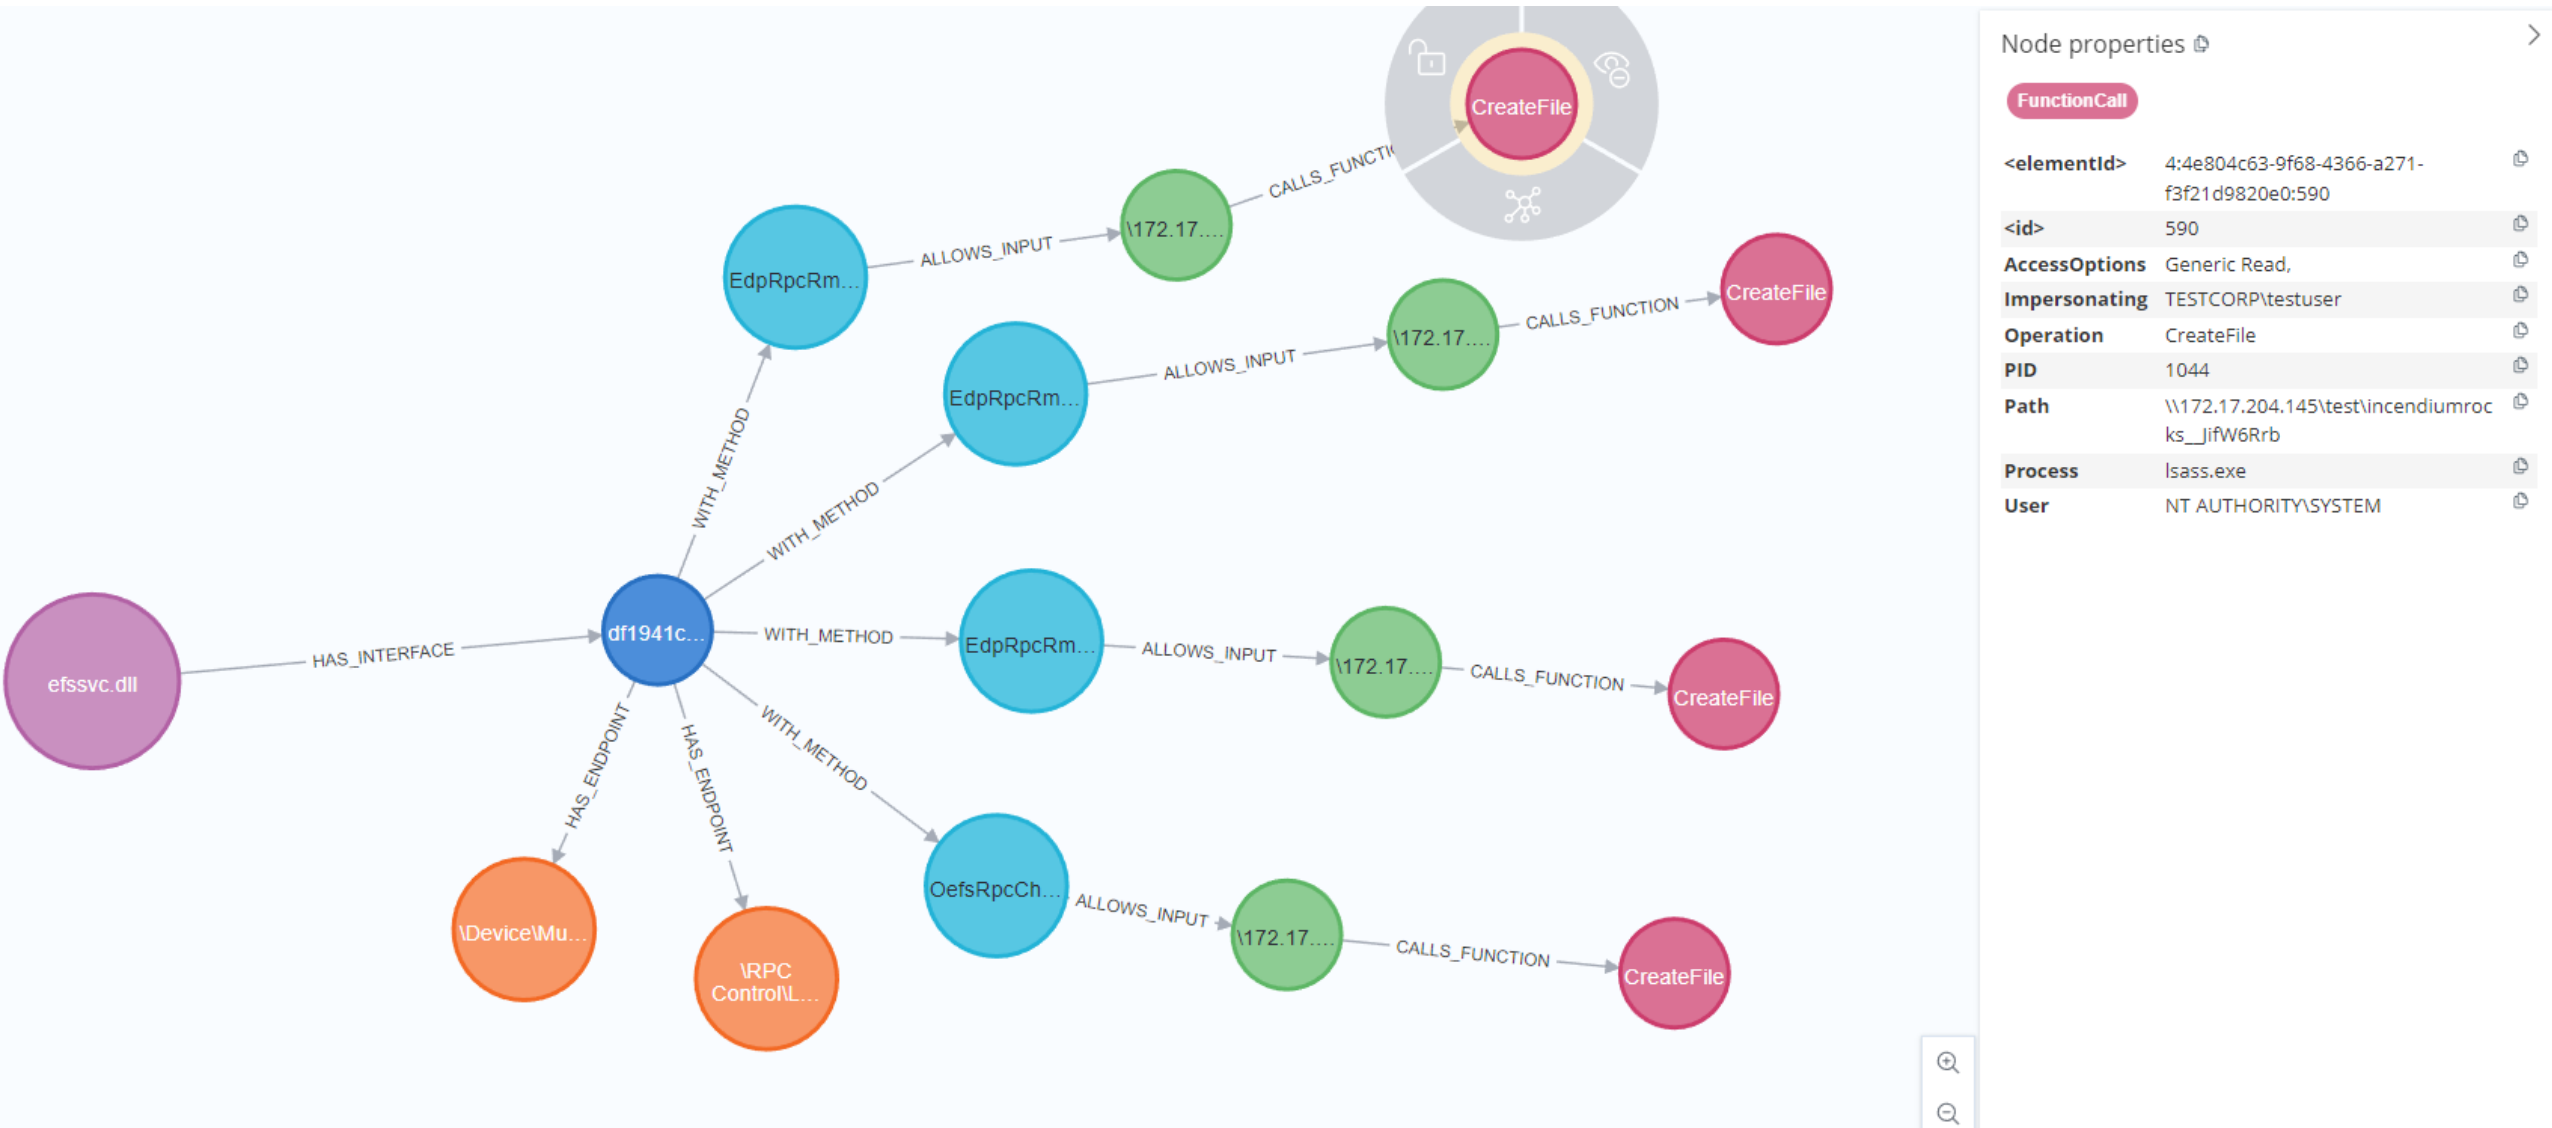 CreateFile
CALLS_FUNCTI
\172.17....
ALLOWS_INPUT
EdpRpcRm...
CreateFile
CALLS_FUNCTION
\172.17....
ALLOWS_INPUT
EdpRpcRm...
WITH_METHOD
WITH_METHOD
efssvc.dll
HAS_INTERFACE
df1941c...
WITH_METHOD
EdpRpcRm...
ALLOWS_INPUT
\172.17....
CALLS_FUNCTION
CreateFile
WITH_METHOD
HAS_ENDPOINT
HAS_ENDPOINT
OefsRpcCh...
ALLOWS_INPUT
\172.17....
CALLS_FUNCTION
CreateFile
\Device\Mu...
\RPC
Control\L...
Node properties
FunctionCall
<elementId> 4:4e804c63-9f68-4366-a271-
f3f21d9820e0:590
<id> 590
AccessOptions Generic Read,
Impersonating TESTCORP\testuser
Operation CreateFile
PID 1044
Path \\172.17.204.145\test\incendiumroc
ks__JifW6Rrb
Process lsass.exe
User NT AUTHORITY\SYSTEM